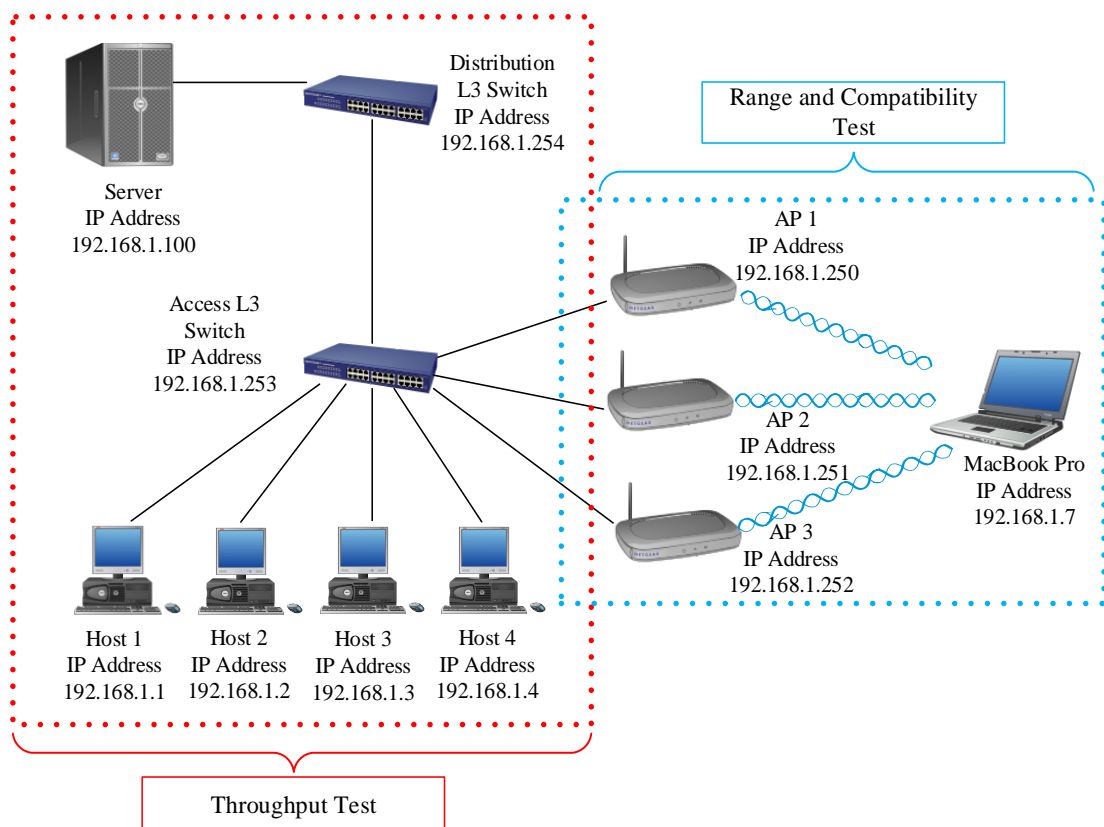 Distribution
L3 Switch
IP Address
192.168.1.254
Server
IP Address
192.168.1.100
Range and Compatibility
Test
AP 1
IP Address
192.168.1.250
Access L3
Switch
IP Address
192.168.1.253
NETGEAR
AP 2
IP Address
192.168.1.251
NETGEAR
MacBook Pro
IP Address
192.168.1.7
AP 3
IP Address
192.168.1.252
NETGEAR
Host 1
IP Address
192.168.1.1
Host 2
IP Address
192.168.1.2
Host 3
IP Address
192.168.1.3
Host 4
IP Address
192.168.1.4
Throughput Test